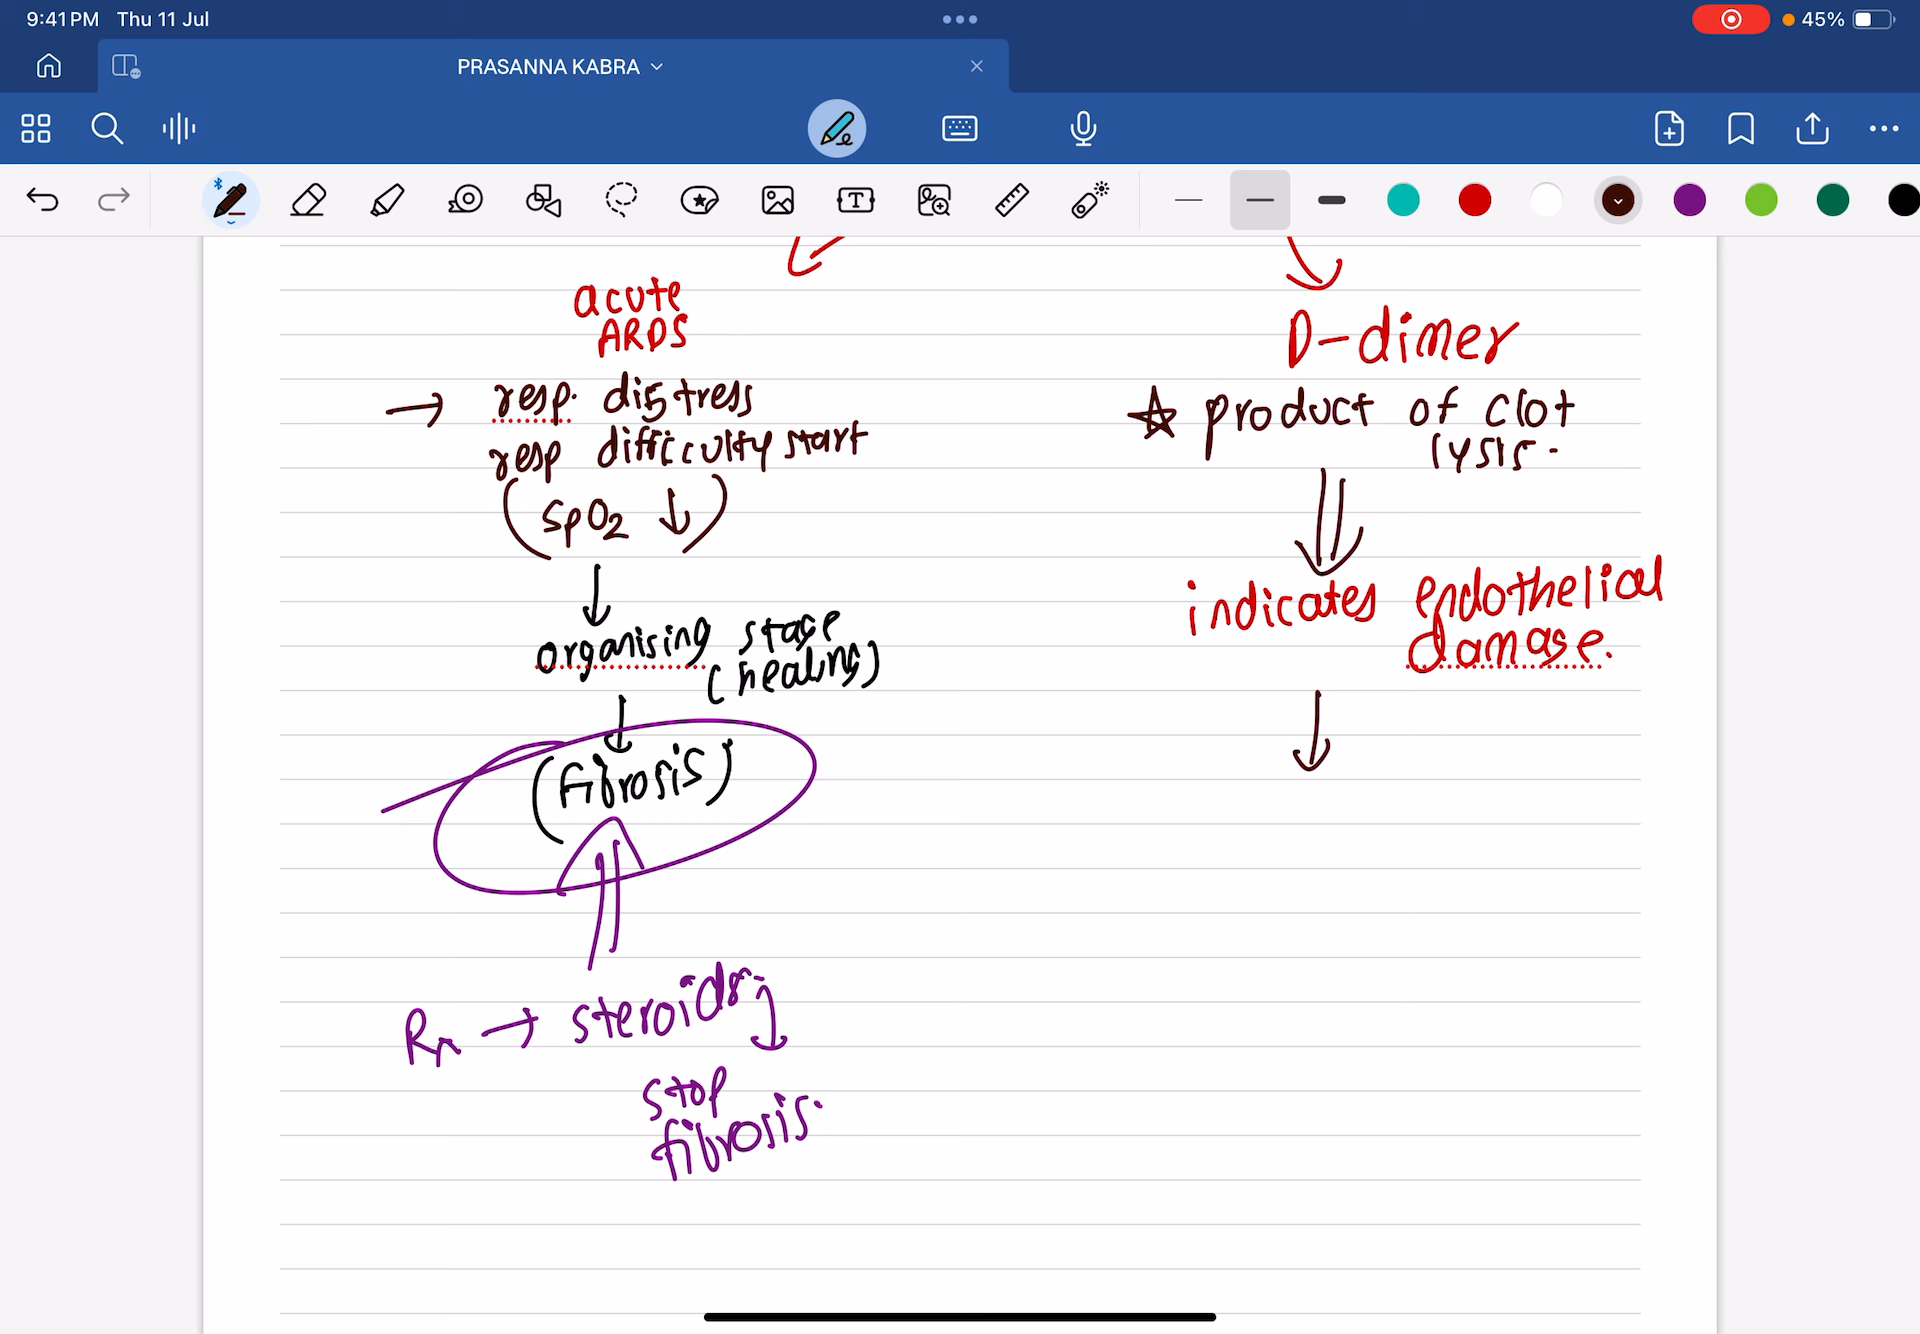 9:41 PM Thu 11 Jul
45%
PRASANNA KABRA
acute
ARDS
→ resp. distress
resp difficulty start
(SpO2 ↓)
↓
organising stage
(healing)
↓
(fibrosis)
Rx → steroids
stop
fibrosis.
D-dimer
☆ product of clot
lysis.
indicates endothelial
damage.
↓